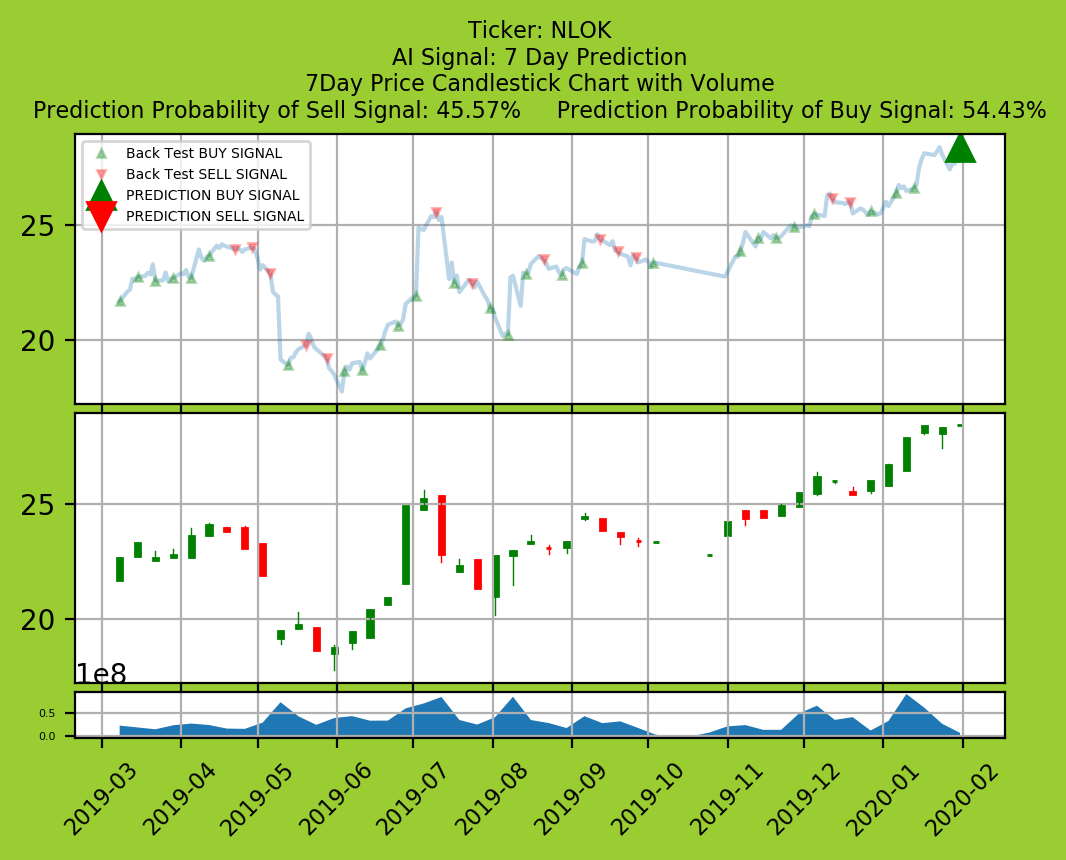 Ticker: NLOK
AI Signal: 7 Day Prediction
7Day Price Candlestick Chart with Volume
Prediction Probability of Sell Signal: 45.57% Prediction Probability of Buy Signal: 54.43%
Back Test BUY SIGNAL
Back Test SELL SIGNAL
PREDICTION BUY SIGNAL
PREDICTION SELL SIGNAL
25
20
25
20
1e8
0.5
0.0
2019-03 2019-04 2019-05 2019-06 2019-07 2019-08 2019-09 2019-10 2019-11 2019-12 2020-01 2020-02